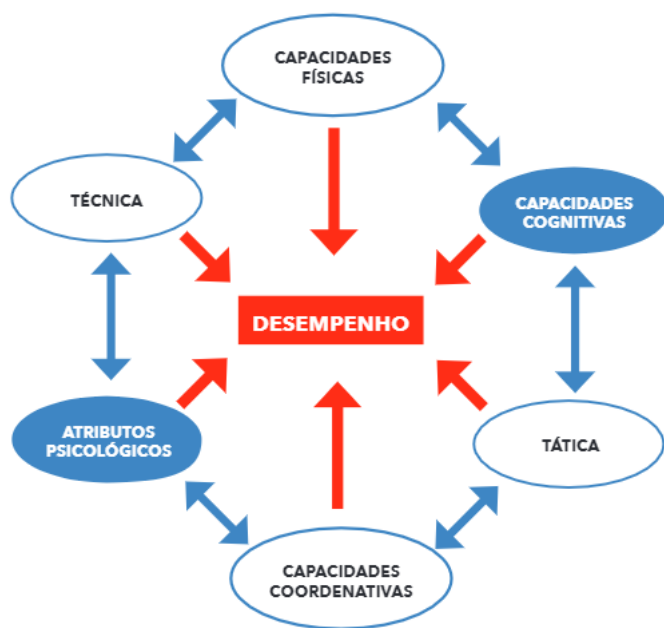 CAPACIDADES
FÍSICAS
TÉCNICA
CAPACIDADES
COGNITIVAS
DESEMPENHO
ATRIBUTOS
PSICOLÓGICOS
TÁTICA
CAPACIDADES
COORDENATIVAS